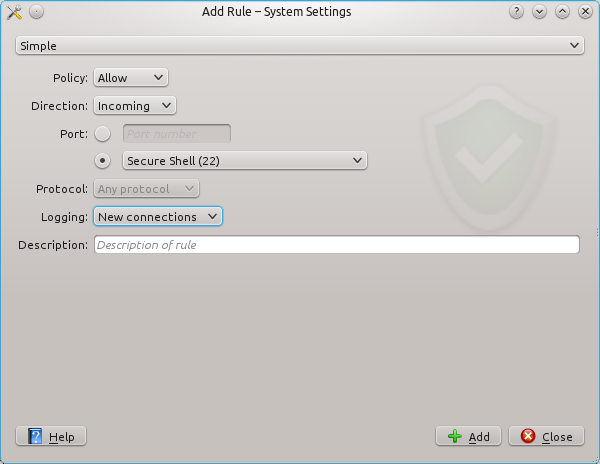 Add Rule – System Settings
Simple
Policy: Allow
Direction: Incoming
Port: Port number
Secure Shell (22)
Protocol: Any protocol
Logging: New connections
Description: Description of rule
Help Add Close